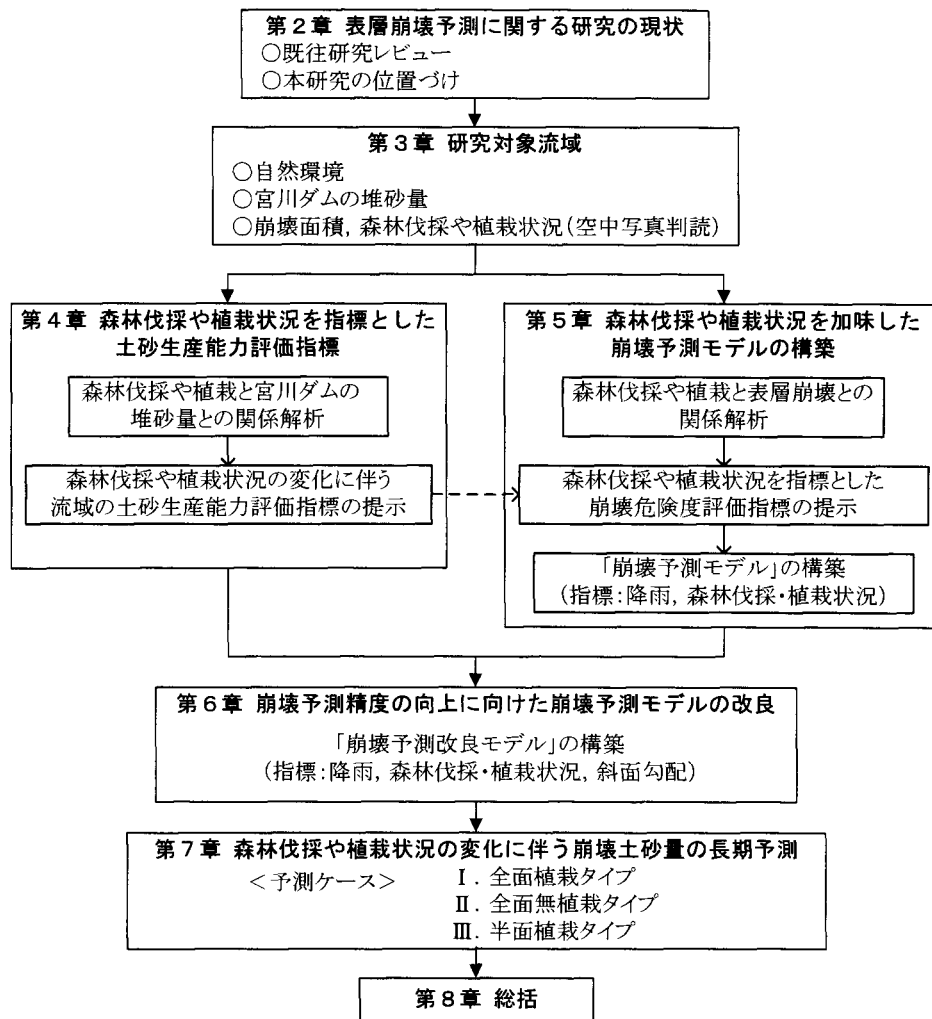 第2章 表層崩壊予測に関する研究の現状
○既往研究レビュー
○本研究の位置づけ
第3章 研究対象流域
○自然環境
○宮川ダムの堆砂量
○崩壊面積, 森林伐採や植栽状況(空中写真判読)
第4章 森林伐採や植栽状況を指標とした
土砂生産能力評価指標
森林伐採や植栽と宮川ダムの
堆砂量との関係解析
森林伐採や植栽状況の変化に伴う
流域の土砂生産能力評価指標の提示
第5章 森林伐採や植栽状況を加味した
崩壊予測モデルの構築
森林伐採や植栽と表層崩壊との
関係解析
森林伐採や植栽状況を指標とした
崩壊危険度評価指標の提示
「崩壊予測モデル」の構築
(指標:降雨, 森林伐採・植栽状況)
第6章 崩壊予測精度の向上に向けた崩壊予測モデルの改良
「崩壊予測改良モデル」の構築
(指標:降雨, 森林伐採・植栽状況, 斜面勾配)
第7章 森林伐採や植栽状況の変化に伴う崩壊土砂量の長期予測
<予測ケース> Ⅰ. 全面植栽タイプ
Ⅱ. 全面無植栽タイプ
Ⅲ. 半面植栽タイプ
第8章 総括